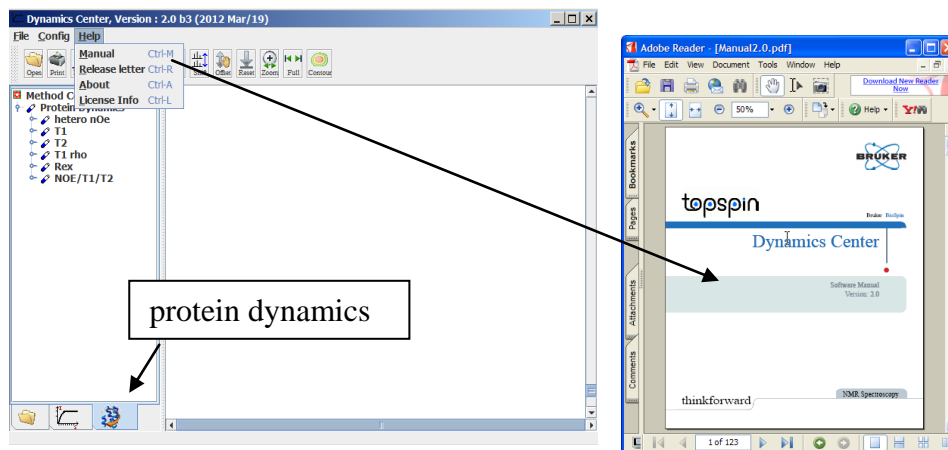 Dynamics Center, Version : 2.0 b3 (2012 Mar/19)
File Config Help
Manual Ctrl-M
Release letter Ctrl-R
About Ctrl-A
License Info Ctrl-L
Open Print Offset Reset Zoom Full Contour
Method
Protein Dynamics
hetero nOe
T1
T2
T1 rho
Rex
NOE/T1/T2
protein dynamics
Adobe Reader - [Manual2.0.pdf]
File Edit View Document Tools Window Help
Download New Reader
Now
50% Help
Bookmarks
Pages
Attachments
Comments
BRUKER
topspin
Bruker BioSpin
Dynamics Center
Software Manual
Version: 2.0
thinkforward
NMR Spectroscopy
1 of 123